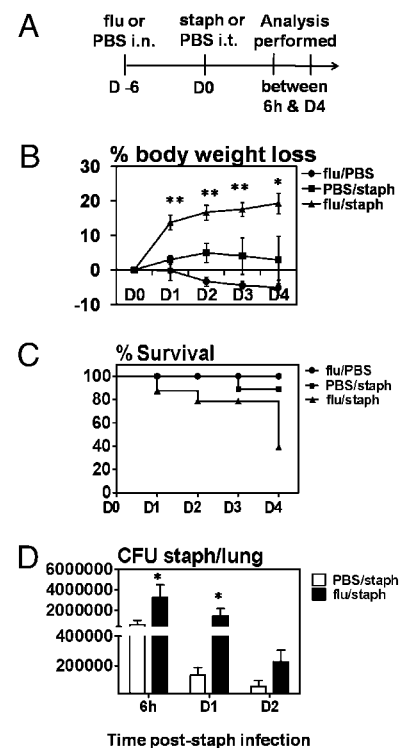 A
flu or
PBS i.n.
staph or
PBS i.t.
Analysis
performed
D -6
D0
between
6h & D4
B
% body weight loss
30
20
10
0
-10
** ** ** *
D0 D1 D2 D3 D4
flu/PBS
PBS/staph
flu/staph
C
% Survival
100
80
60
40
20
0
D0 D1 D2 D3 D4
flu/PBS
PBS/staph
flu/staph
D
CFU staph/lung
6000000
4000000
2000000
400000
200000
* *
6h D1 D2
PBS/staph
flu/staph
Time post-staph infection